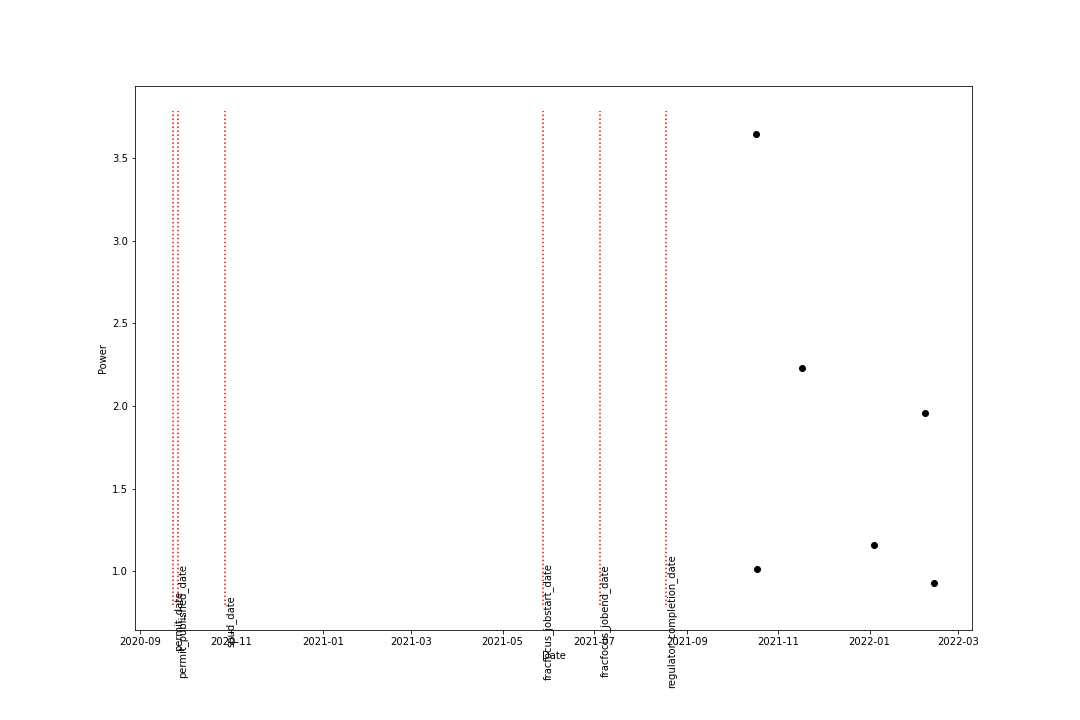 3.5
3.0
2.5
2.0
1.5
1.0
Power
2020-09
2020-11
2021-01
2021-03
2021-05
2021-07
2021-09
2021-11
2022-01
2022-03
Date
permit_date
permit_published_date
spud_date
fracfocus_jobstart_date
fracfocus_jobend_date
regulator_completion_date